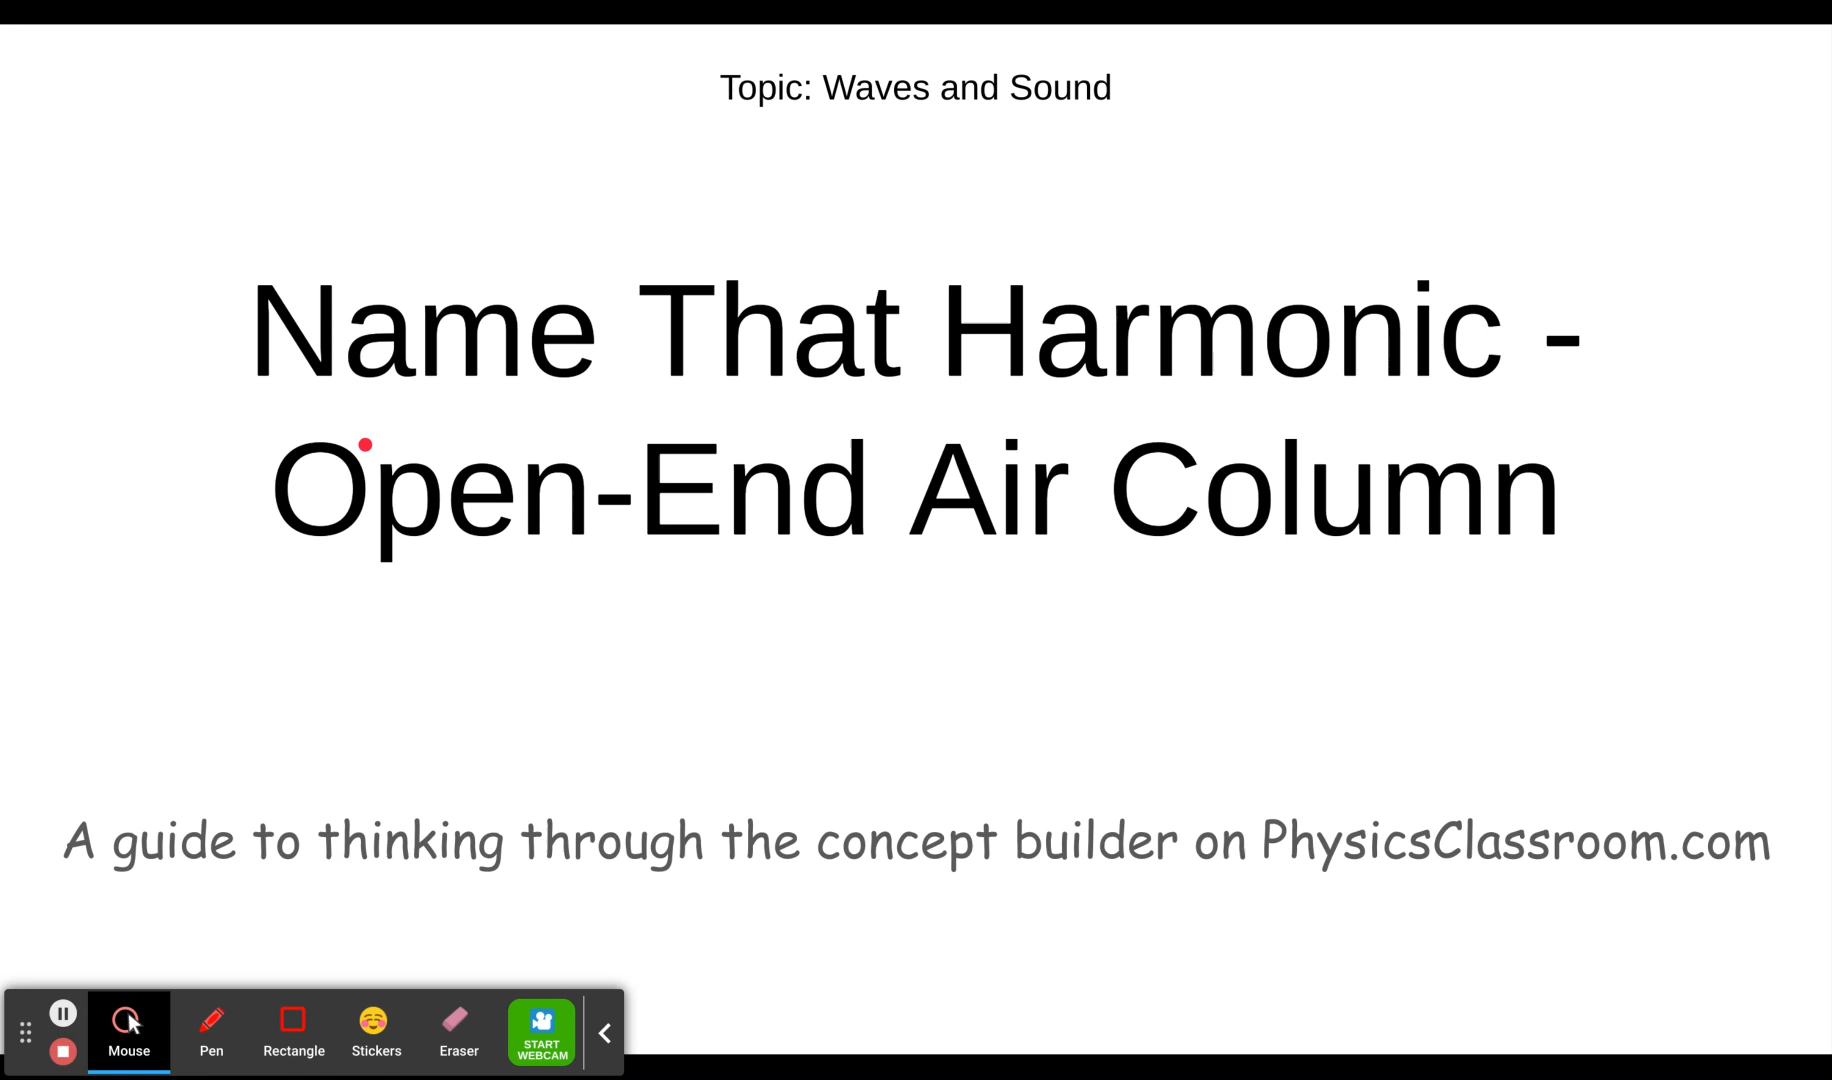 Topic: Waves and Sound
Name That Harmonic -
Open-End Air Column
A guide to thinking through the concept builder on PhysicsClassroom.com
Mouse
Pen
Rectangle
Stickers
Eraser
START
WEBCAM